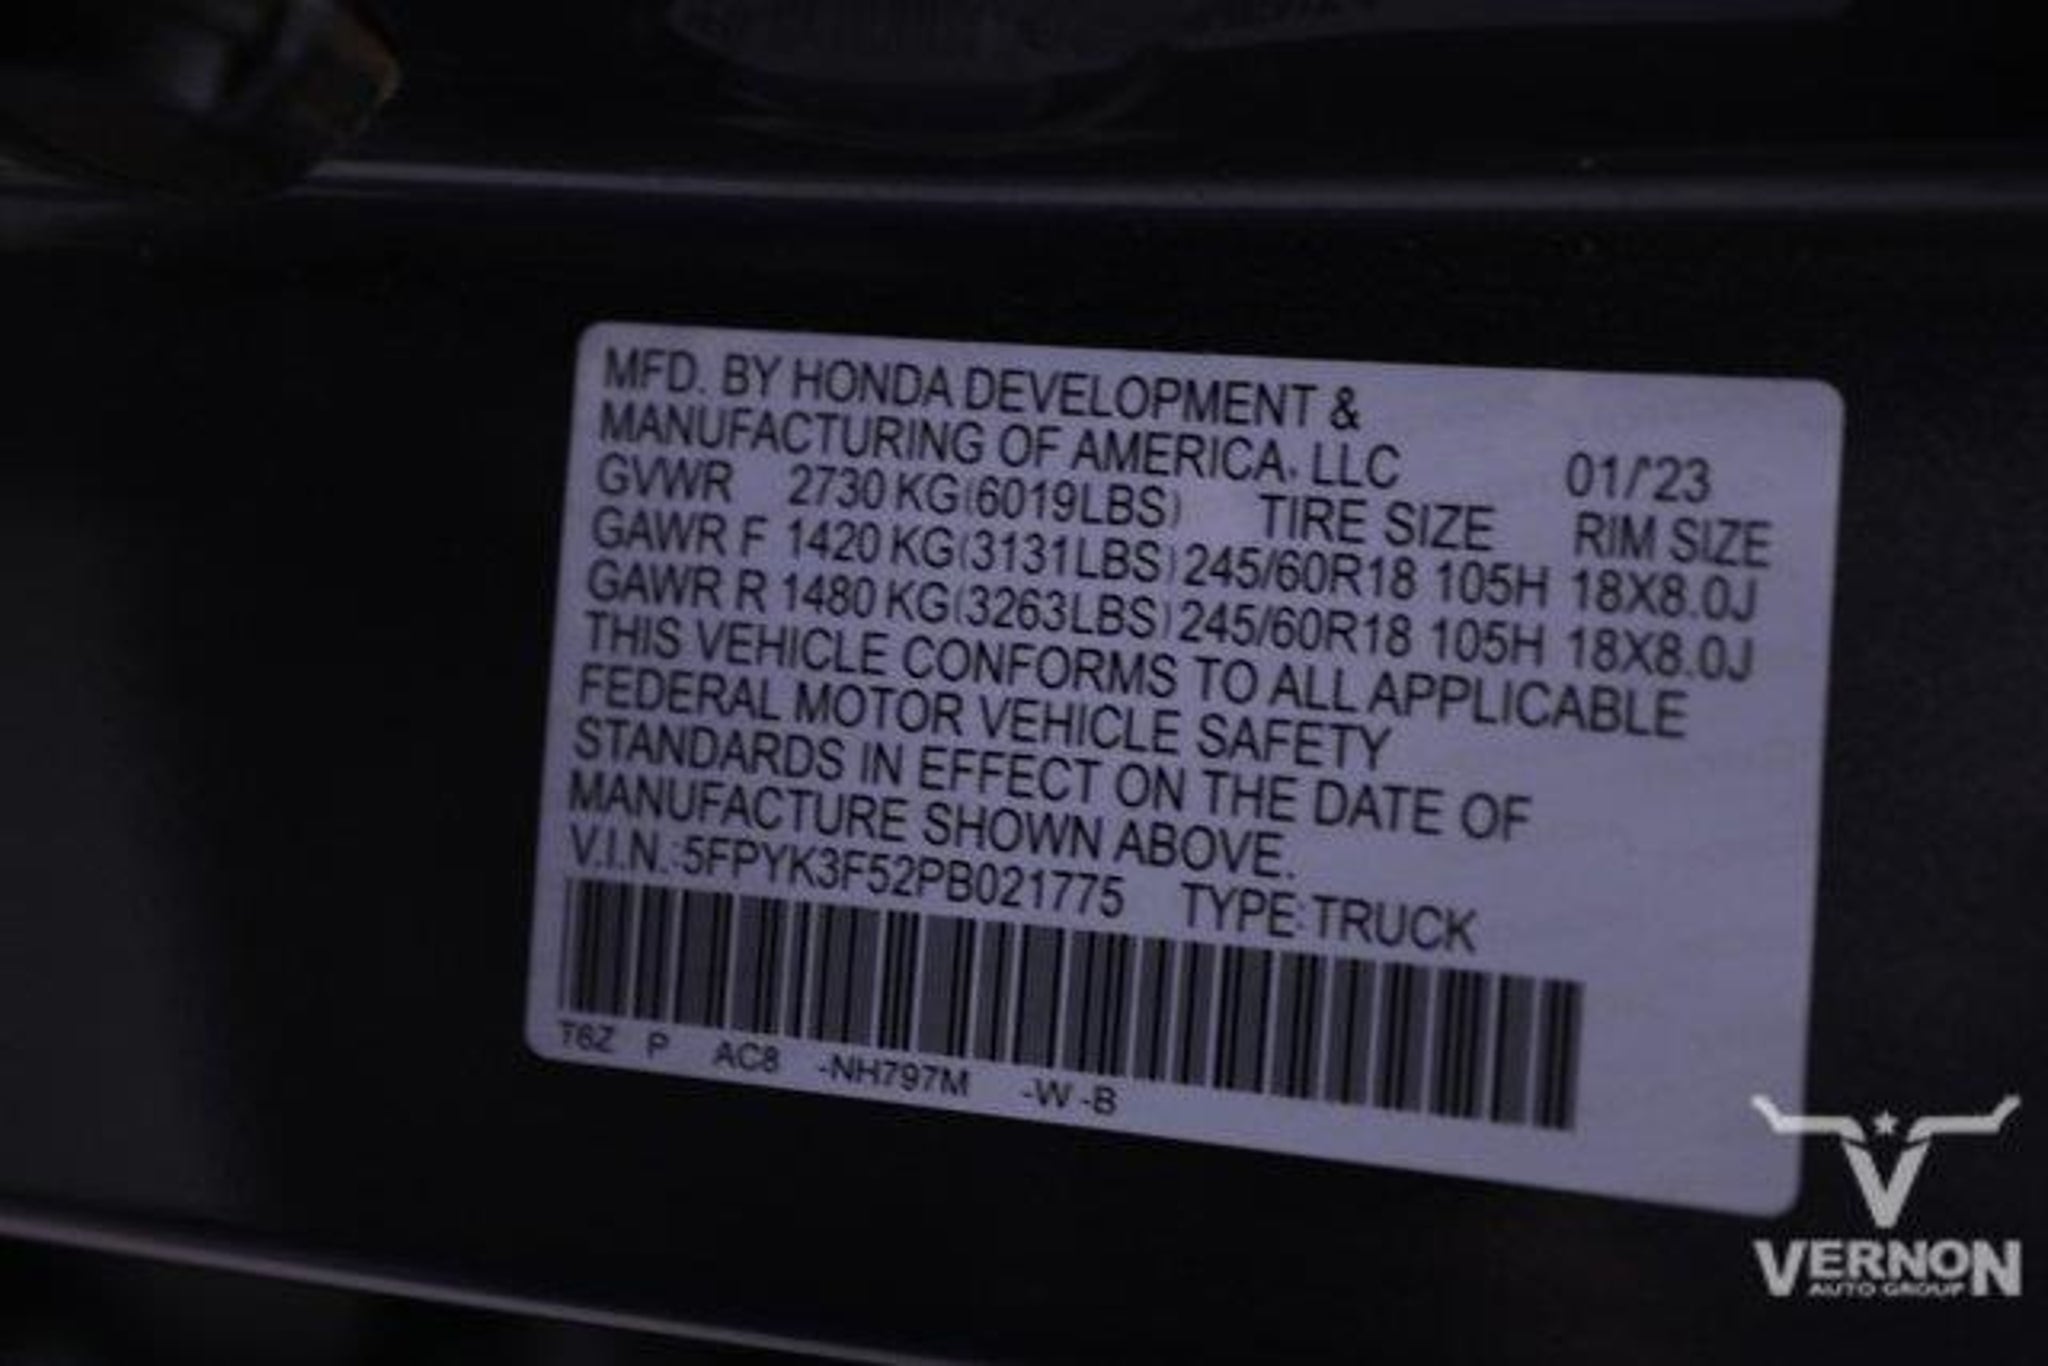 MFD. BY HONDA DEVELOPMENT &
MANUFACTURING OF AMERICA, LLC 01/'23
GVWR 2730 KG(6019LBS) TIRE SIZE RIM SIZE
GAWR F 1420 KG(3131LBS) 245/60R18 105H 18X8.0J
GAWR R 1480 KG(3263LBS) 245/60R18 105H 18X8.0J
THIS VEHICLE CONFORMS TO ALL APPLICABLE
FEDERAL MOTOR VEHICLE SAFETY
STANDARDS IN EFFECT ON THE DATE OF
MANUFACTURE SHOWN ABOVE.
V.I.N.:5FPYK3F52PB021775 TYPE:TRUCK
T6Z P AC8 -NH797M -W -B
VERNON
AUTO GROUP